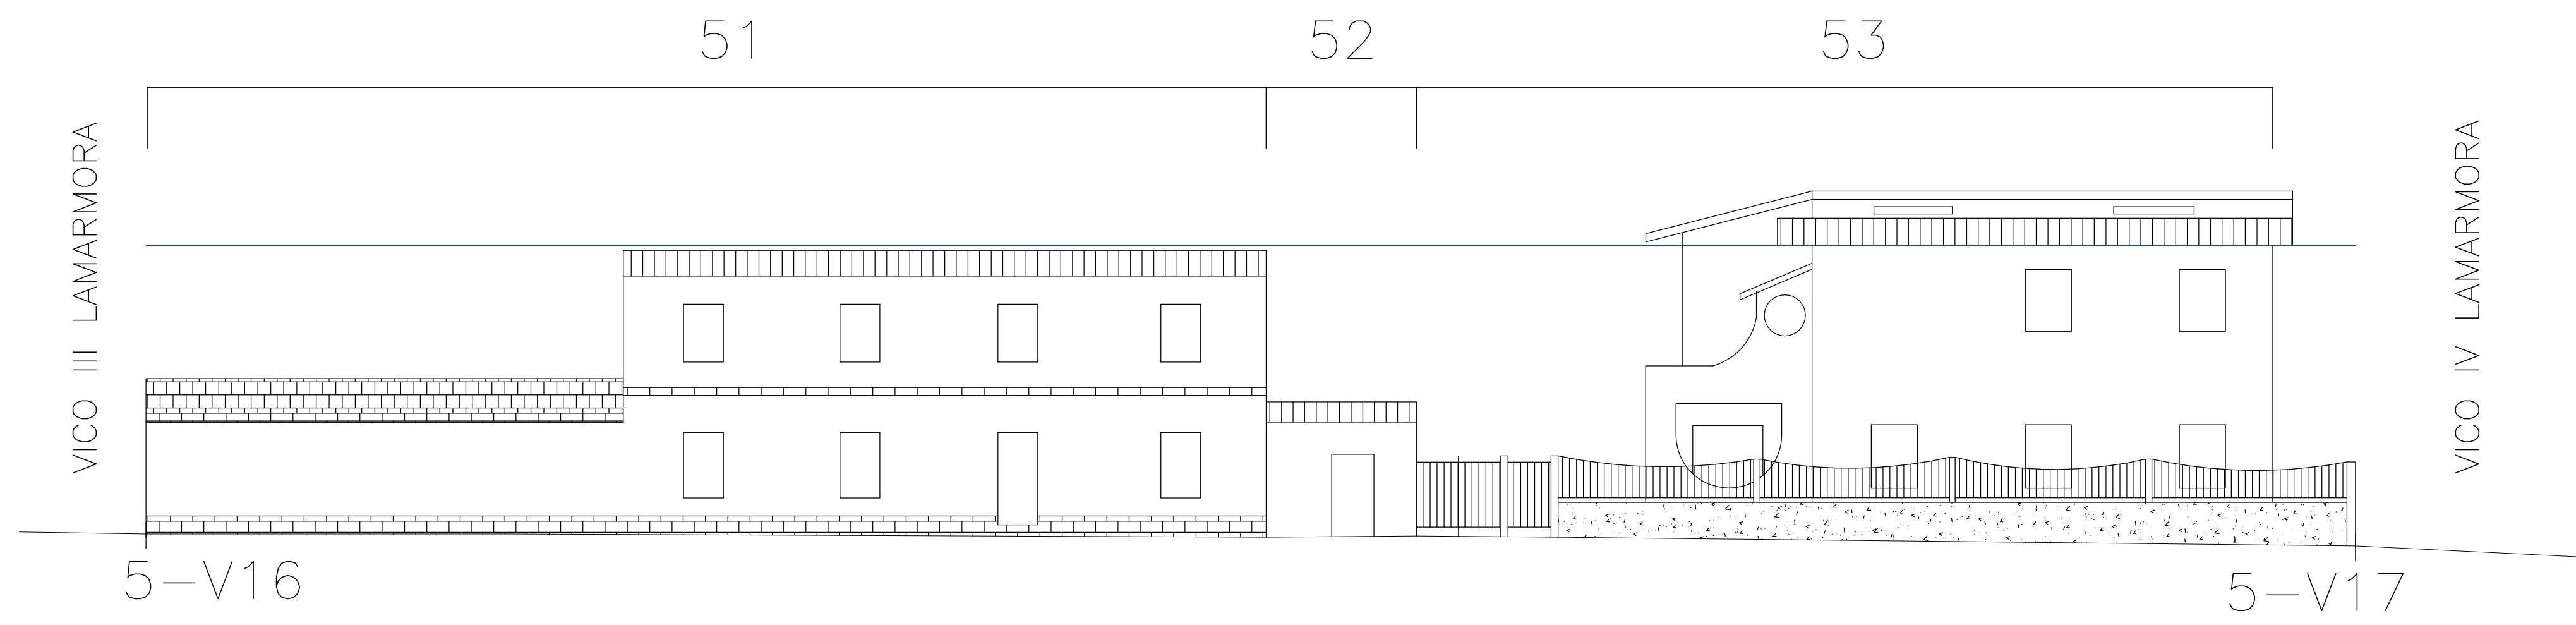 51
52
53
VICO III LAMARMORA
VICO IV LAMARMORA
5-V16
5-V17